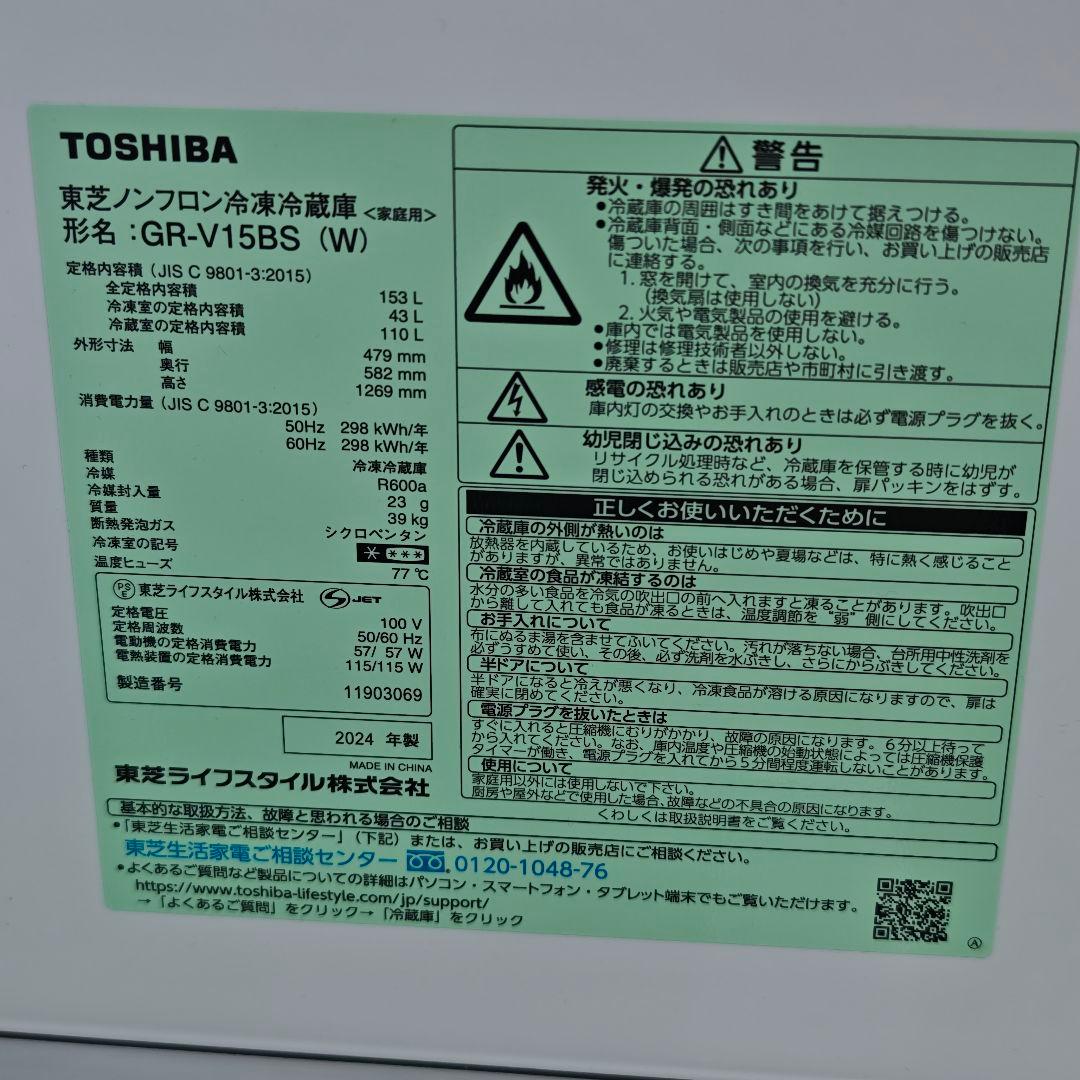 TOSHIBA
東芝ノンフロン冷凍冷蔵庫 <家庭用>
形名：GR-V15BS (W)
定格内容積（JIS C 9801-3:2015）
全定格内容積 153 L
冷凍室の定格内容積 43 L
冷蔵室の定格内容積 110 L
外形寸法 幅 479 mm
奥行 582 mm
高さ 1269 mm
消費電力量（JIS C 9801-3:2015）
50Hz 298 kWh/年
60Hz 298 kWh/年
種類 冷凍冷蔵庫
冷媒 R600a
冷媒封入量 23 g
質量 39 kg
断熱発泡ガス シクロペンタン
冷凍室の記号 * ***
温度ヒューズ 77 ℃
PS E 東芝ライフスタイル株式会社 S JET
定格電圧 100 V
定格周波数 50/60 Hz
電動機の定格消費電力 57/ 57 W
電熱装置の定格消費電力 115/115 W
製造番号 11903069
2024 年製
MADE IN CHINA
東芝ライフスタイル株式会社
警告
発火・爆発の恐れあり
●冷蔵庫の周囲はすき間をあけて据えつける。
●冷蔵庫背面・側面などにある冷媒回路を傷つけない。
傷ついた場合、次の事項を行い、お買い上げの販売店
に連絡する。
1. 窓を開けて、室内の換気を充分に行う。
（換気扇は使用しない）
2. 火気や電気製品の使用を避ける。
●庫内では電気製品を使用しない。
●修理は修理技術者以外しない。
●廃棄するときは販売店や市町村に引き渡す。
感電の恐れあり
庫内灯の交換やお手入れのときは必ず電源プラグを抜く。
幼児閉じ込みの恐れあり
リサイクル処理時など、冷蔵庫を保管する時に幼児が
閉じ込められる恐れがある場合、扉パッキンをはずす。
正しくお使いいただくために
冷蔵庫の外側が熱いのは
放熱器を内蔵しているため、お使いはじめや夏場などは、特に熱く感じること
がありますが、異常ではありません。
冷蔵室の食品が凍結するのは
水分の多い食品を冷気の吹出口の前へ入れますと凍ることがあります。吹出口
から離して入れても食品が凍るときは、温度調節を"弱"側にしてください。
お手入れについて
布にぬるま湯を含ませてふいてください。汚れが落ちない場合、台所用中性洗剤を
必ずうすめて使い、その後、必ず洗剤を水ぶきし、さらにからぶきしてください。
半ドアについて
半ドアになると冷えが悪くなり、冷凍食品が溶ける原因になりますので、扉は
確実に閉めてください。
電源プラグを抜いたときは
すぐに入れると圧縮機にむりがかかり、故障の原因になります。6分以上待って
から入れてください。なお、庫内温度や圧縮機の始動状態によっては圧縮機保護
タイマーが働き、電源プラグを入れてから5分間程度運転しないことがあります。
使用について
家庭用以外には使用しないで下さい。
厨房や屋外などで使用した場合、故障などの不具合の原因になります。
くわしくは取扱説明書をご覧ください。
基本的な取扱方法、故障と思われる場合のご相談
●「東芝生活家電ご相談センター」（下記）または、お買い上げの販売店にご相談ください。
東芝生活家電ご相談センター 0120-1048-76
●よくあるご質問など製品についての詳細はパソコン・スマートフォン・タブレット端末でもご覧いただけます。
https://www.toshiba-lifestyle.com/jp/support/
→「よくあるご質問」をクリック→「冷蔵庫」をクリック
Ⓐ